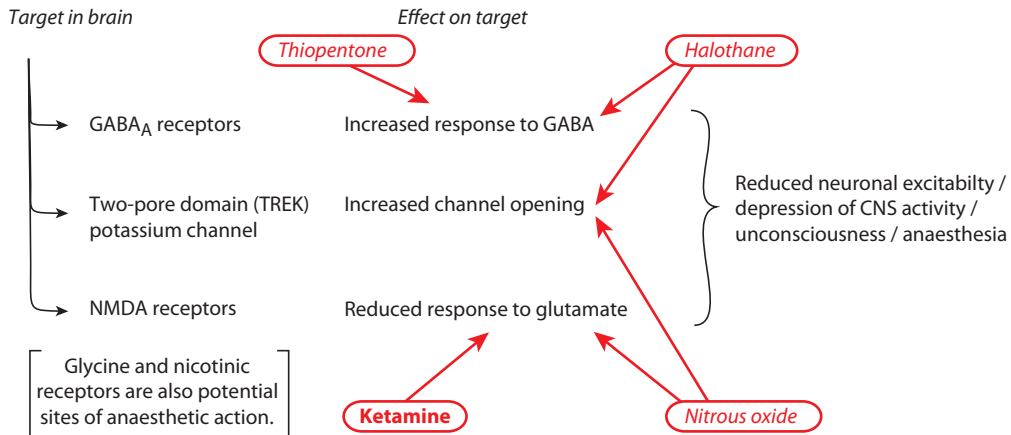 Target in brain
Effect on target
Thiopentone
Halothane
GABAA receptors
Increased response to GABA
Two-pore domain (TREK)
potassium channel
Increased channel opening
Reduced neuronal excitabilty /
depression of CNS activity /
unconsciousness / anaesthesia
NMDA receptors
Reduced response to glutamate
Glycine and nicotinic
receptors are also potential
sites of anaesthetic action.
Ketamine
Nitrous oxide